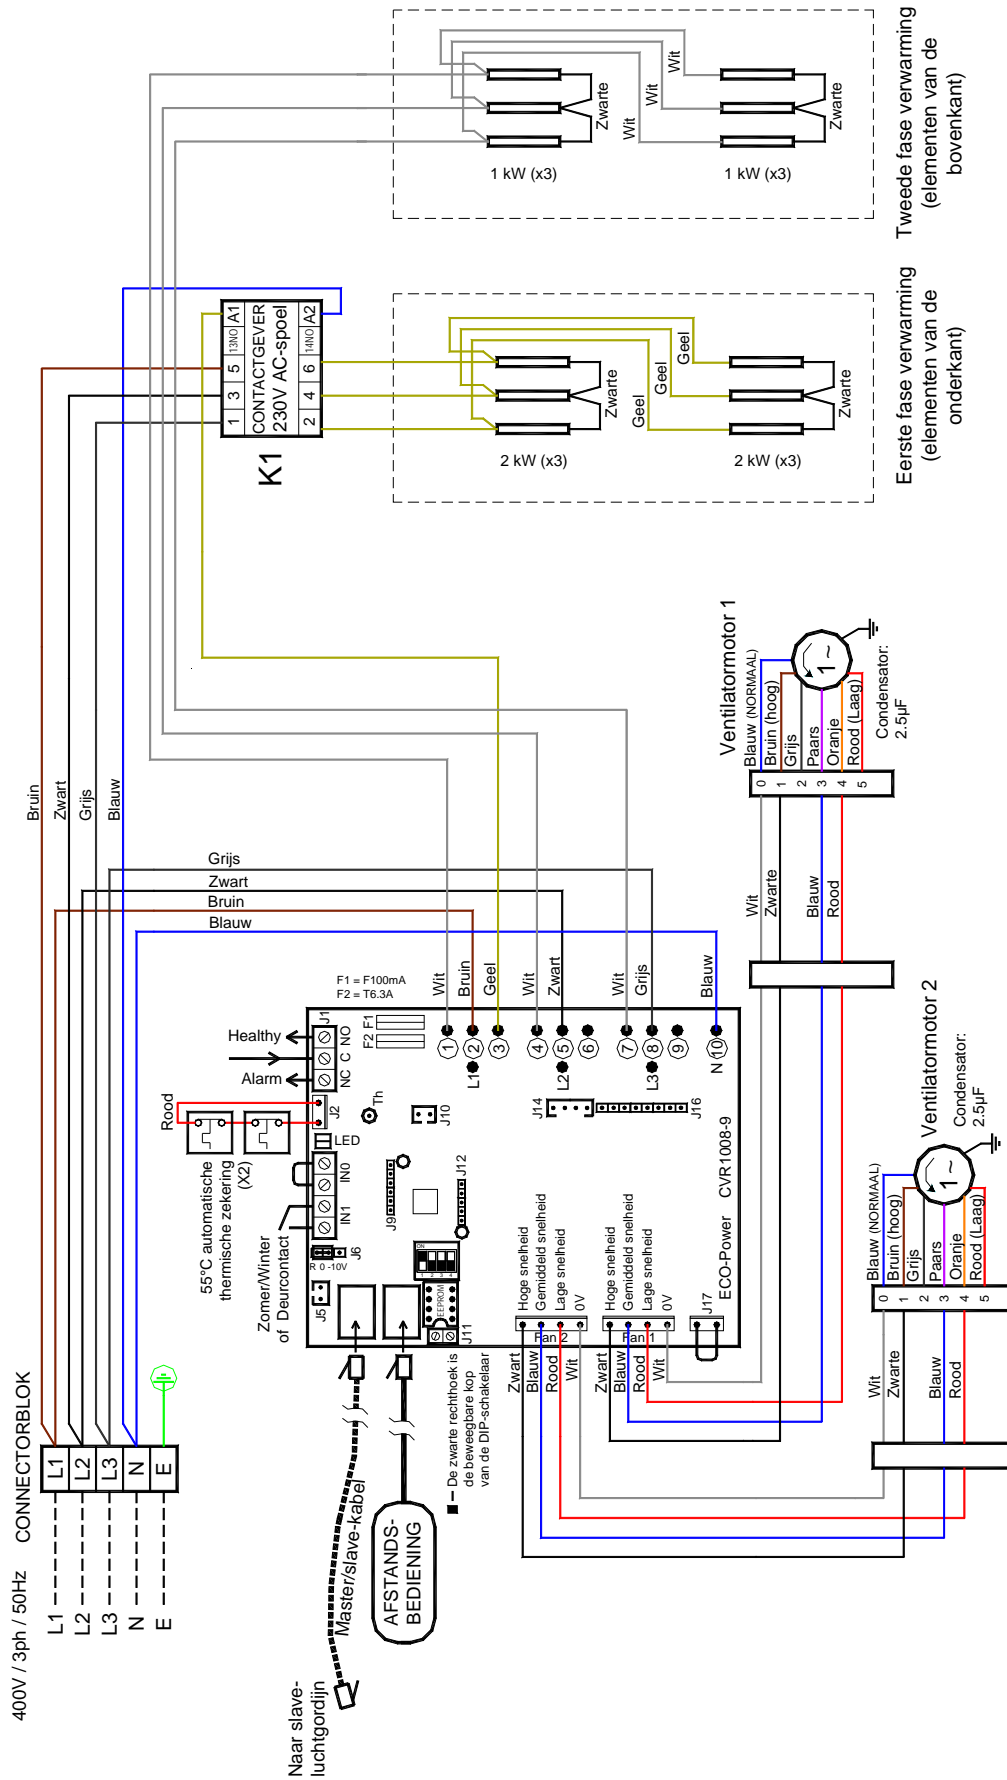 400V / 3ph / 50Hz CONNECTORBLOK
L1 L1
L2 L2
L3 L3
N N
E E
Bruin
Zwart
Grijs
Blauw
Grijs
Zwart
Bruin
Blauw
K1
1 3 5 13NO A1
CONTACTGEVER
230V AC-spoel
2 4 6 14NO A2
Wit
Wit
Wit
Zwarte
Zwarte
1 kW (x3)
1 kW (x3)
Tweede fase verwarming
(elementen van de
bovenkant)
Geel
Geel
Geel
Zwarte
Zwarte
2 kW (x3)
2 kW (x3)
Eerste fase verwarming
(elementen van de
onderkant)
Naar slave-
luchtgordijn
Master/slave-kabel
AFSTANDS-
BEDIENING
Zomer/Winter
of Deurcontact
55°C automatische
thermische zekering
(X2)
Rood
Alarm
Healthy
F1 = F100mA
F2 = T6.3A
J5
R 0 -10V
J6
IN1
IN0
LED
J2
NC C NO
J1
F2 F1
Th
J10
J9
J12
ON
1 2 3 4
EEPROM
J11
J14
J16
Wit
Bruin
Geel
Wit
Zwart
Wit
Grijs
Blauw
1
2
3
4
5
6
7
8
9
N 10
L1
L2
L3
Hoge snelheid
Gemiddeld snelheid
Lage snelheid
0V
Fan 2
Hoge snelheid
Gemiddeld snelheid
Lage snelheid
0V
Fan 1
J17
ECO-Power CVR1008-9
Zwart
Blauw
Rood
Wit
Zwart
Blauw
Rood
Wit
De zwarte rechthoek is
de beweegbare kop
van de DIP-schakelaar
Ventilatormotor 1
Wit
Zwarte
Blauw
Rood
0
1
2
3
4
5
Blauw (NORMAAL)
Bruin (hoog)
Grijs
Paars
Oranje
Rood (Laag)
1~
Condensator:
2.5µF
Ventilatormotor 2
Wit
Zwarte
Blauw
Rood
0
1
2
3
4
5
Blauw (NORMAAL)
Bruin (hoog)
Grijs
Paars
Oranje
Rood (Laag)
1~
Condensator:
2.5µF